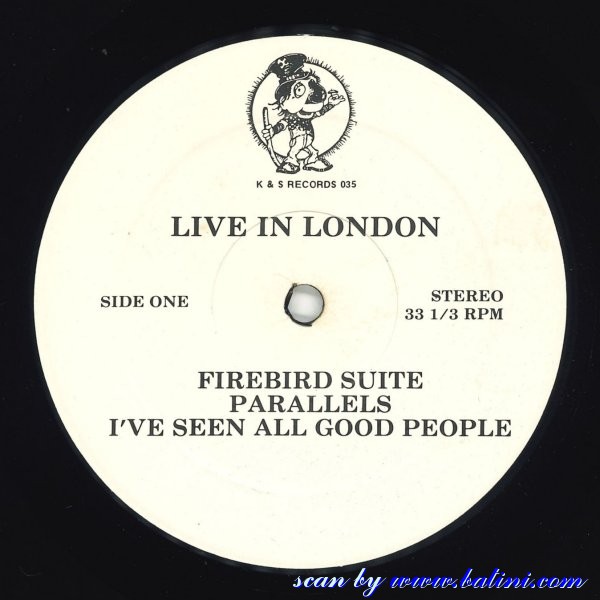 K & S RECORDS 035
LIVE IN LONDON
SIDE ONE
STEREO
33 1/3 RPM
FIREBIRD SUITE
PARALLELS
I'VE SEEN ALL GOOD PEOPLE
scan by www.batini.com